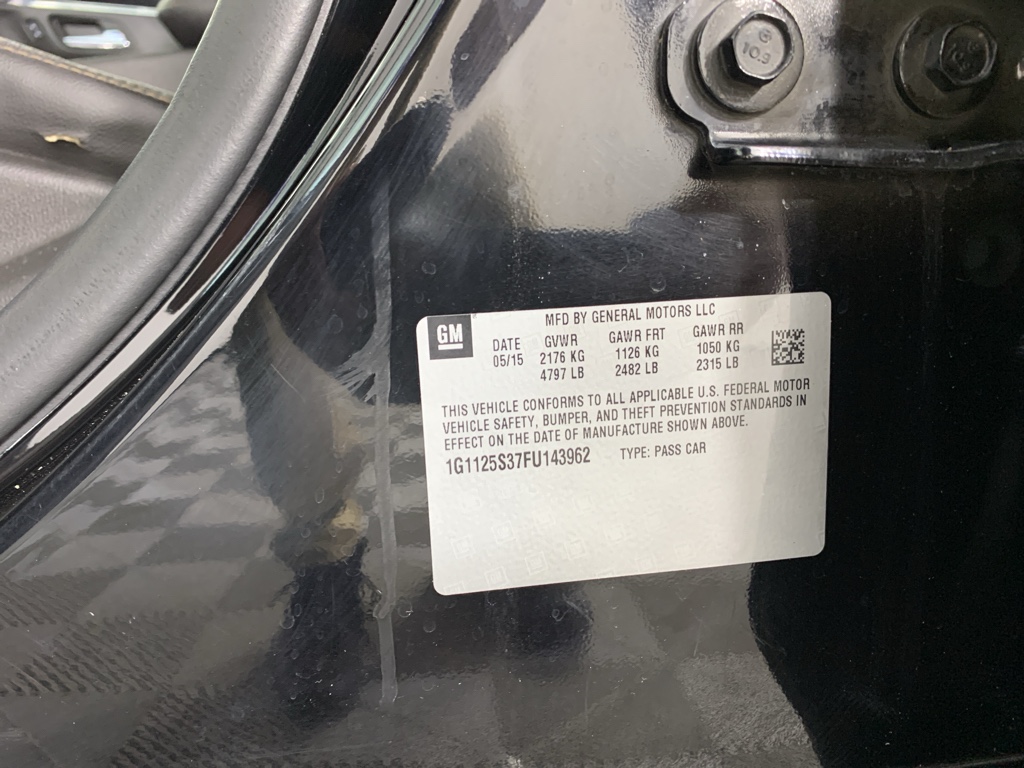 10.9
GM
MFD BY GENERAL MOTORS LLC
DATE GVWR GAWR FRT GAWR RR
05/15 2176 KG 1126 KG 1050 KG
4797 LB 2482 LB 2315 LB
THIS VEHICLE CONFORMS TO ALL APPLICABLE U.S. FEDERAL MOTOR
VEHICLE SAFETY, BUMPER, AND THEFT PREVENTION STANDARDS IN
EFFECT ON THE DATE OF MANUFACTURE SHOWN ABOVE.
1G1125S37FU143962 TYPE: PASS CAR